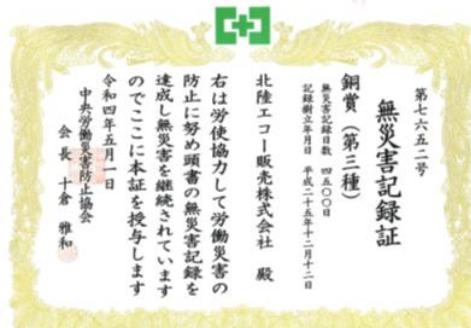 第七六五二号
無災害記録証
銅賞（第三種）
無災害記録日数 四五〇〇日
記録樹立年月日 平成二十五年十二月十二日
北陸エコー販売株式会社 殿
右は労使協力して労働災害の
防止に努め頭書の無災害記録を
達成し無災害を継続されています
のでここに本証を授与します
令和四年五月一日
中央労働災害防止協会
会長 十倉 雅和